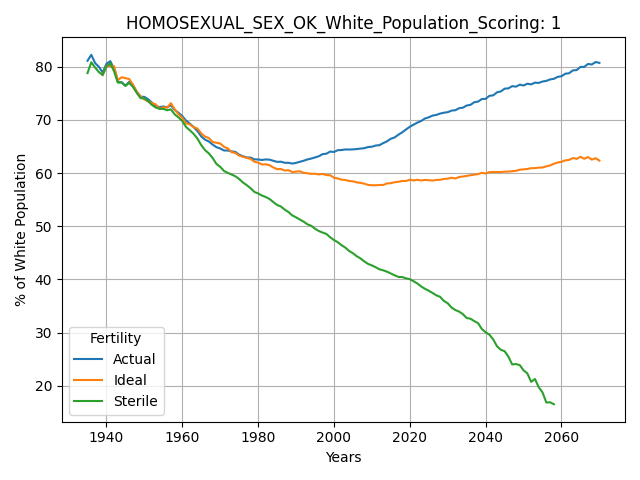 HOMOSEXUAL_SEX_OK_White_Population_Scoring: 1
% of White Population
80
70
60
50
40
30
20
Fertility
Actual
Ideal
Sterile
1940 1960 1980 2000 2020 2040 2060
Years